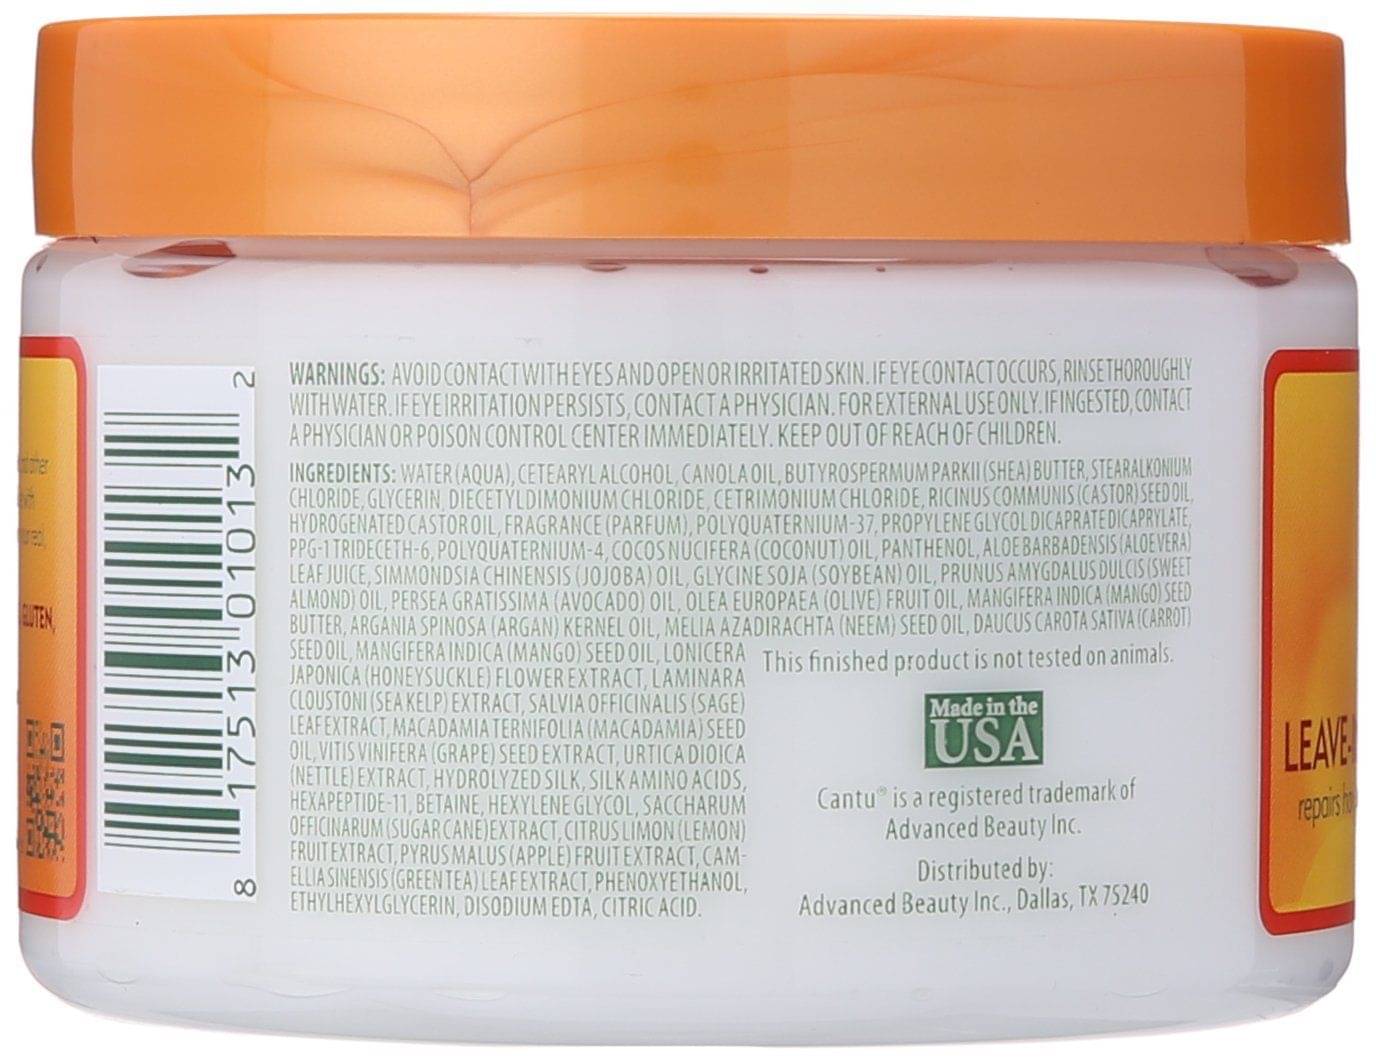 WARNINGS: AVOID CONTACT WITH EYES AND OPEN OR IRRITATED SKIN. IF EYE CONTACT OCCURS, RINSE THOROUGHLY
WITH WATER. IF EYE IRRITATION PERSISTS, CONTACT A PHYSICIAN. FOR EXTERNAL USE ONLY. IF INGESTED, CONTACT
A PHYSICIAN OR POISON CONTROL CENTER IMMEDIATELY. KEEP OUT OF REACH OF CHILDREN.
INGREDIENTS: WATER (AQUA), CETEARYL ALCOHOL, CANOLA OIL, BUTYROSPERMUM PARKII (SHEA) BUTTER, STEARALKONIUM
CHLORIDE, GLYCERIN, DICETYLDIMONIUM CHLORIDE, CETRIMONIUM CHLORIDE, RICINUS COMMUNIS (CASTOR) SEED OIL,
HYDROGENATED CASTOR OIL, FRAGRANCE (PARFUM), POLYQUATERNIUM-37, PROPYLENE GLYCOL DICAPRATE DICAPRYLATE,
PPG-1 TRIDECETH-6, POLYQUATERNIUM-4, COCOS NUCIFERA (COCONUT) OIL, PANTHENOL, ALOE BARBADENSIS (ALOE VERA)
LEAF JUICE, SIMMONDSIA CHINENSIS (JOJOBA) OIL, GLYCINE SOJA (SOYBEAN) OIL, PRUNUS AMYGDALUS DULCIS (SWEET
ALMOND) OIL, PERSEA GRATISSIMA (AVOCADO) OIL, OLEA EUROPAEA (OLIVE) FRUIT OIL, MANGIFERA INDICA (MANGO) SEED
BUTTER, ARGANIA SPINOSA (ARGAN) KERNEL OIL, MELIA AZADIRACHTA (NEEM) SEED OIL, DAUCUS CAROTA SATIVA (CARROT)
SEED OIL, MANGIFERA INDICA (MANGO) SEED OIL, LONICERA
JAPONICA (HONEYSUCKLE) FLOWER EXTRACT, LAMINARA
CLOUSTONI (SEA KELP) EXTRACT, SALVIA OFFICINALIS (SAGE)
LEAF EXTRACT, MACADAMIA TERNIFOLIA (MACADAMIA) SEED
OIL, VITIS VINIFERA (GRAPE) SEED EXTRACT, URTICA DIOICA
(NETTLE) EXTRACT, HYDROLYZED SILK, SILK AMINO ACIDS,
HEXAPEPTIDE-11, BETAINE, HEXYLENE GLYCOL, SACCHARUM
OFFICINARUM (SUGAR CANE) EXTRACT, CITRUS LIMON (LEMON)
FRUIT EXTRACT, PYRUS MALUS (APPLE) FRUIT EXTRACT, CAM-
ELLIA SINENSIS (GREEN TEA) LEAF EXTRACT, PHENOXYETHANOL,
ETHYLHEXYLGLYCERIN, DISODIUM EDTA, CITRIC ACID.
This finished product is not tested on animals.
Made in the
USA
Cantu® is a registered trademark of
Advanced Beauty Inc.
Distributed by:
Advanced Beauty Inc., Dallas, TX 75240
8 17513 01013 2
other
with
GLUTEN,
LEAVE-
repairs